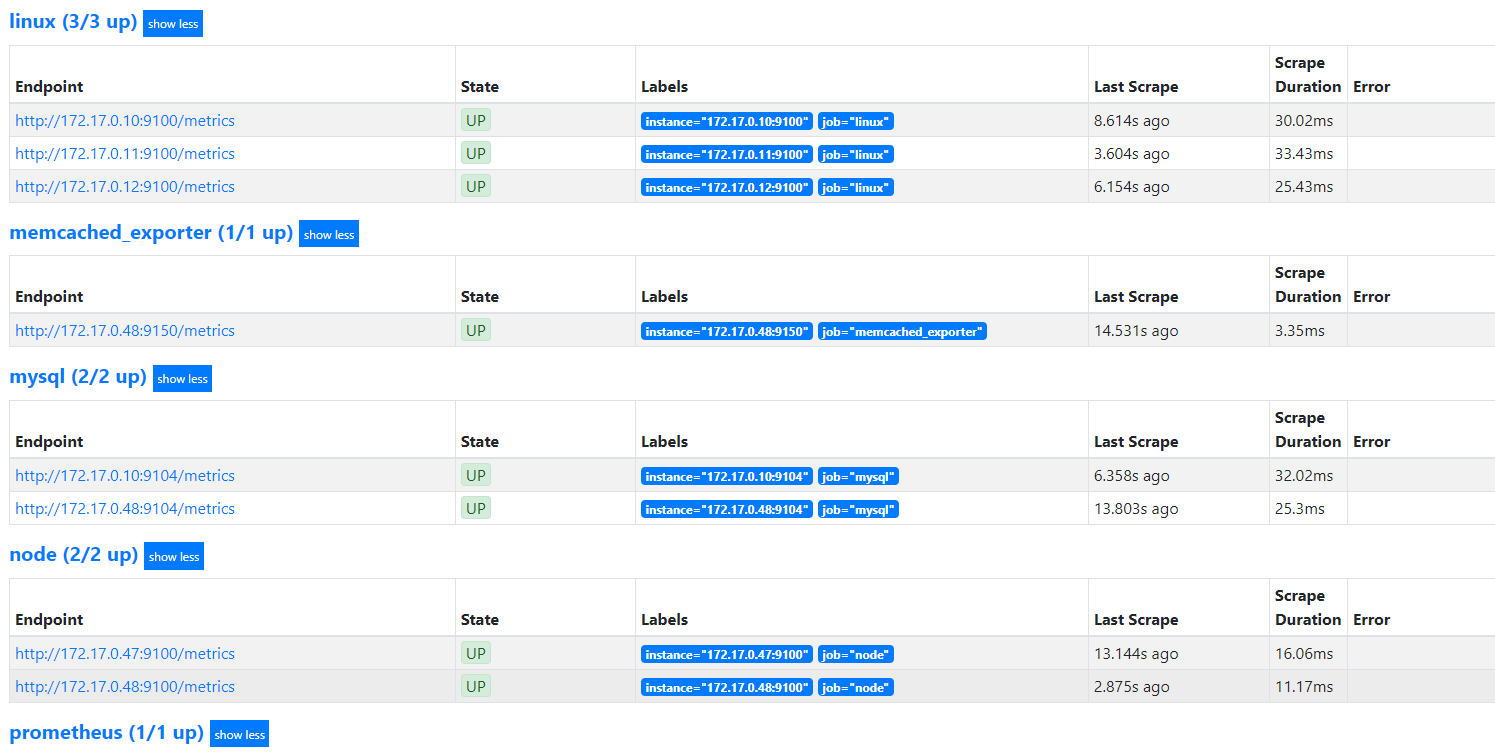 linux (3/3 up) show less
Scrape
Endpoint State Labels Last Scrape Duration Error
http://172.17.0.10:9100/metrics UP instance="172.17.0.10:9100" job="linux" 8.614s ago 30.02ms
http://172.17.0.11:9100/metrics UP instance="172.17.0.11:9100" job="linux" 3.604s ago 33.43ms
http://172.17.0.12:9100/metrics UP instance="172.17.0.12:9100" job="linux" 6.154s ago 25.43ms
memcached_exporter (1/1 up) show less
Scrape
Endpoint State Labels Last Scrape Duration Error
http://172.17.0.48:9150/metrics UP instance="172.17.0.48:9150" job="memcached_exporter" 14.531s ago 3.35ms
mysql (2/2 up) show less
Scrape
Endpoint State Labels Last Scrape Duration Error
http://172.17.0.10:9104/metrics UP instance="172.17.0.10:9104" job="mysql" 6.358s ago 32.02ms
http://172.17.0.48:9104/metrics UP instance="172.17.0.48:9104" job="mysql" 13.803s ago 25.3ms
node (2/2 up) show less
Scrape
Endpoint State Labels Last Scrape Duration Error
http://172.17.0.47:9100/metrics UP instance="172.17.0.47:9100" job="node" 13.144s ago 16.06ms
http://172.17.0.48:9100/metrics UP instance="172.17.0.48:9100" job="node" 2.875s ago 11.17ms
prometheus (1/1 up) show less